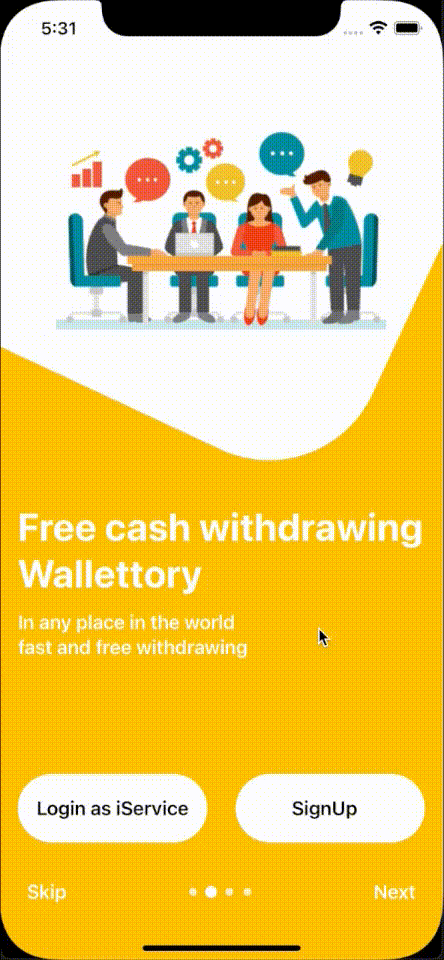 5:31
Free cash withdrawing
Wallettory
In any place in the world
fast and free withdrawing
Login as iService
SignUp
Skip
Next